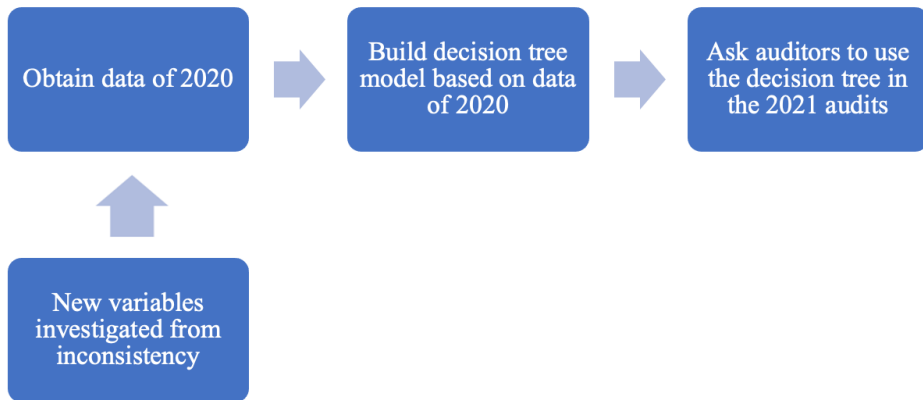 Obtain data of 2020
Build decision tree
model based on data
of 2020
Ask auditors to use
the decision tree in
the 2021 audits
New variables
investigated from
inconsistency